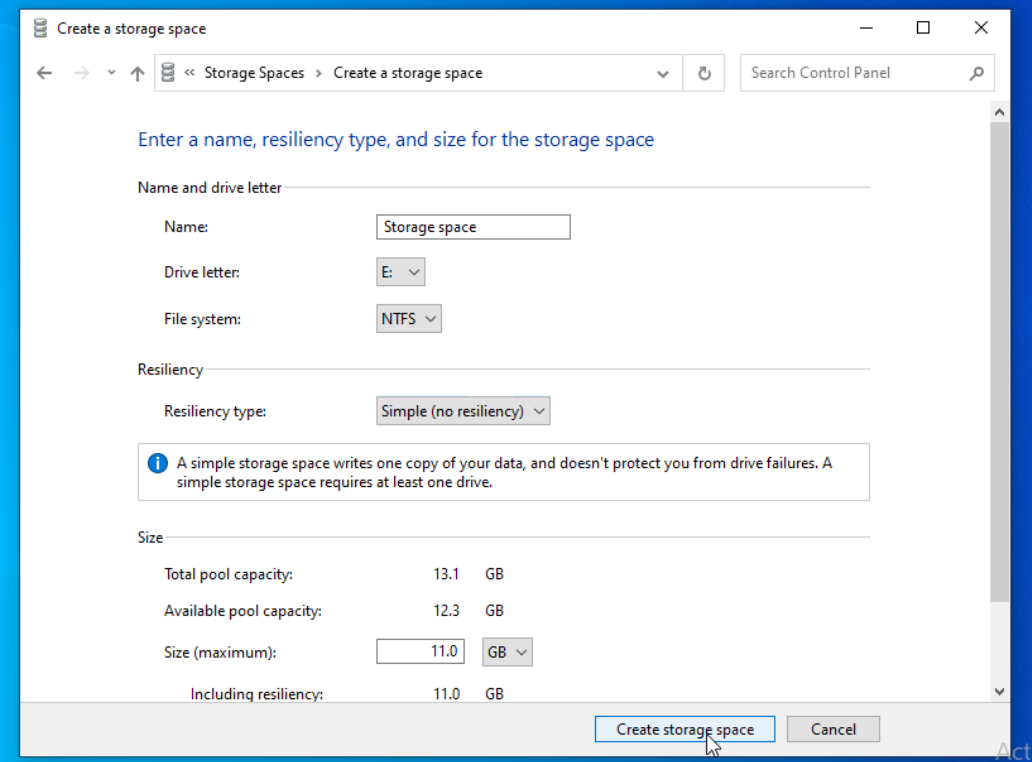 Create a storage space
« Storage Spaces › Create a storage space
Search Control Panel
Enter a name, resiliency type, and size for the storage space
Name and drive letter
Name: Storage space
Drive letter: E:
File system: NTFS
Resiliency
Resiliency type: Simple (no resiliency)
A simple storage space writes one copy of your data, and doesn't protect you from drive failures. A
simple storage space requires at least one drive.
Size
Total pool capacity: 13.1 GB
Available pool capacity: 12.3 GB
Size (maximum): 11.0 GB
Including resiliency: 11.0 GB
Create storage space Cancel
Act